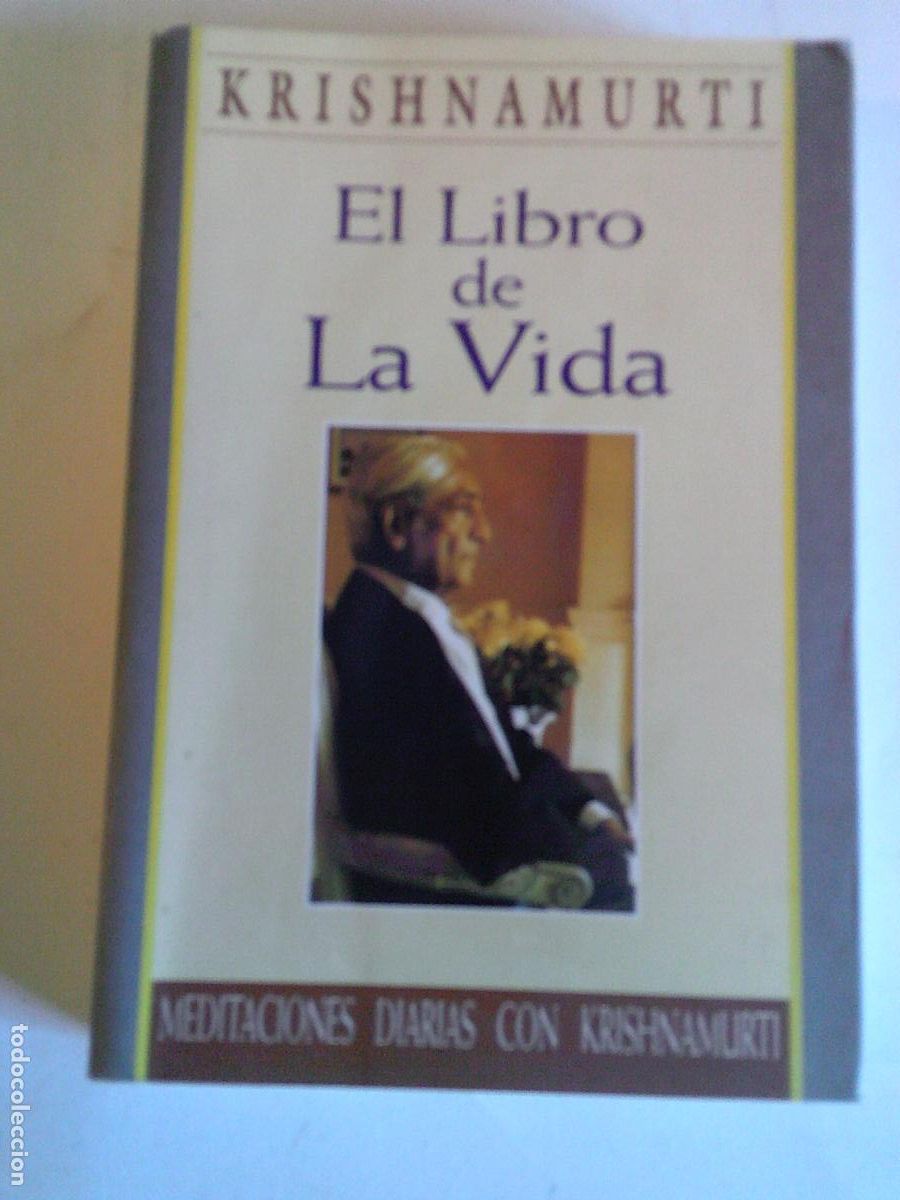 KRISHNAMURTI
El Libro
de
La Vida
MEDITACIONES DIARIAS CON KRISHNAMURTI
todocoleccion